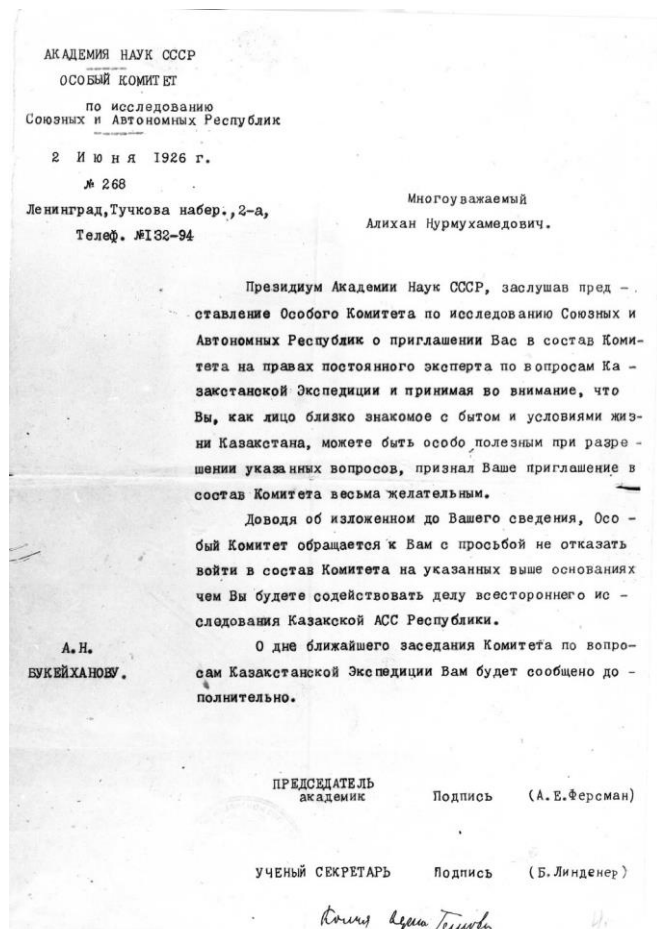 АКАДЕМИЯ НАУК СССР
ОСОБЫЙ КОМИТЕТ
по исследованию
Союзных и Автономных Республик
2 Июня 1926 г.
№ 268
Ленинград, Тучкова набер., 2-а,
Телеф. №132-94
Многоуважаемый
Алихан Нурмухамедович.
Президиум Академии Наук СССР, заслушав пред -
ставление Особого Комитета по исследованию Союзных и
Автономных Республик о приглашении Вас в состав Коми-
тета на правах постоянного эксперта по вопросам Ка -
закстанской Экспедиции и принимая во внимание, что
Вы, как лицо близко знакомое с бытом и условиями жиз-
ни Казакстана, можете быть особо полезным при разре -
шении указанных вопросов, признал Ваше приглашение в
состав Комитета весьма желательным.
Доводя об изложенном до Вашего сведения, Осо -
бый Комитет обращается к Вам с просьбой не отказать
войти в состав Комитета на указанных выше основаниях
чем Вы будете содействовать делу всестороннего ис -
следования Казакской АСС Республики.
О дне ближайшего заседания Комитета по вопро-
сам Казакстанской Экспедиции Вам будет сообщено до -
полнительно.
А.Н.
БУКЕЙХАНОВУ.
ПРЕДСЕДАТЕЛЬ
академик Подпись (А.Е.Ферсман)
УЧЕНЫЙ СЕКРЕТАРЬ Подпись (Б.Линденер)